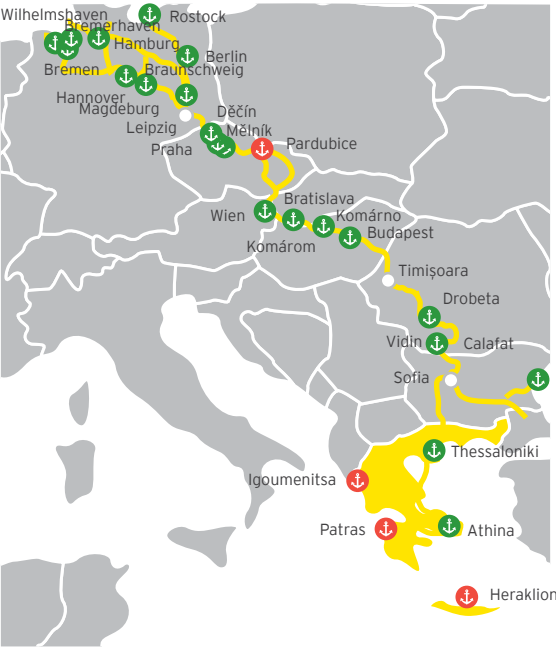 Wilhelmshaven
Rostock
Bremerhaven
Hamburg
Berlin
Bremen
Braunschweig
Hannover
Magdeburg
Děčín
Leipzig
Mělník
Praha
Pardubice
Bratislava
Wien
Komárno
Budapest
Komárom
Timișoara
Drobeta
Vidin
Calafat
Sofia
Thessaloniki
Igoumenitsa
Patras
Athina
Heraklion